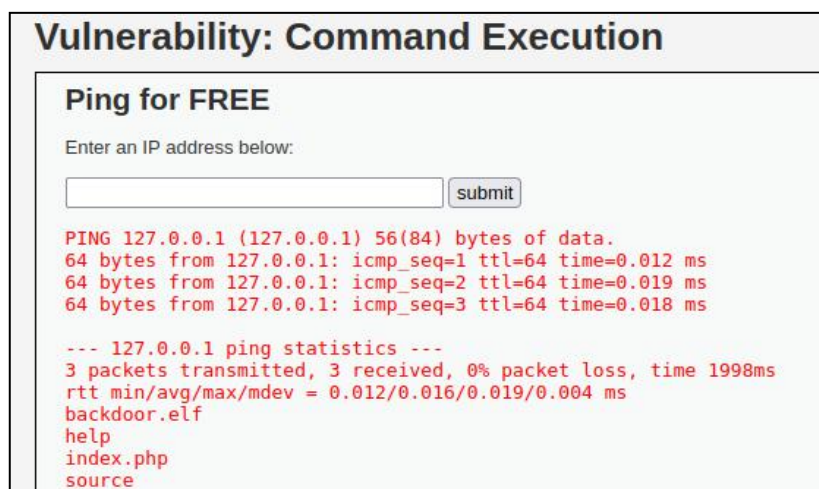 Vulnerability: Command Execution
Ping for FREE
Enter an IP address below:
submit
PING 127.0.0.1 (127.0.0.1) 56(84) bytes of data.
64 bytes from 127.0.0.1: icmp_seq=1 ttl=64 time=0.012 ms
64 bytes from 127.0.0.1: icmp_seq=2 ttl=64 time=0.019 ms
64 bytes from 127.0.0.1: icmp_seq=3 ttl=64 time=0.018 ms
--- 127.0.0.1 ping statistics ---
3 packets transmitted, 3 received, 0% packet loss, time 1998ms
rtt min/avg/max/mdev = 0.012/0.016/0.019/0.004 ms
backdoor.elf
help
index.php
source